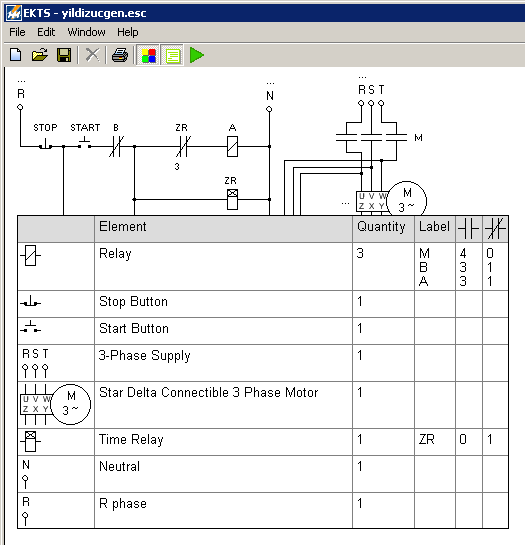 EKTS - yildizucgen.esc
File Edit Window Help
... ... ...
R N R S T
STOP START B ZR A M
3
ZR
... U V W M
Z X Y 3 ~
Element Quantity Label
Relay 3 M 4 0
B 3 1
A 3 1
Stop Button 1
Start Button 1
R S T 3-Phase Supply 1
U V W M Star Delta Connectible 3 Phase Motor 1
Z X Y 3 ~
Time Relay 1 ZR 0 1
N Neutral 1
R R phase 1